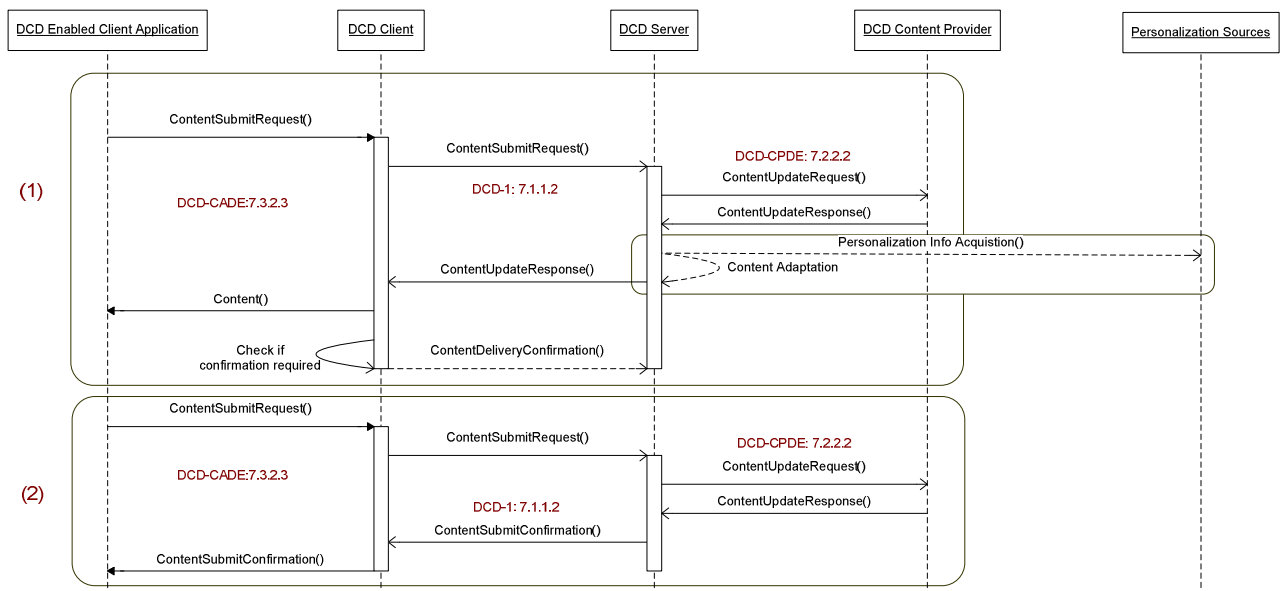 DCD Enabled Client Application
DCD Client
DCD Server
DCD Content Provider
Personalization Sources
(1)
ContentSubmitRequest()
ContentSubmitRequest()
DCD-CPDE: 7.2.2.2
ContentUpdateRequest()
DCD-1: 7.1.1.2
DCD-CADE:7.3.2.3
ContentUpdateResponse()
Personalization Info Acquistion()
Content Adaptation
ContentUpdateResponse()
Content()
Check if
confirmation required
ContentDeliveryConfirmation()
(2)
ContentSubmitRequest()
ContentSubmitRequest()
DCD-CPDE: 7.2.2.2
ContentUpdateRequest()
DCD-CADE:7.3.2.3
ContentUpdateResponse()
DCD-1: 7.1.1.2
ContentSubmitConfirmation()
ContentSubmitConfirmation()